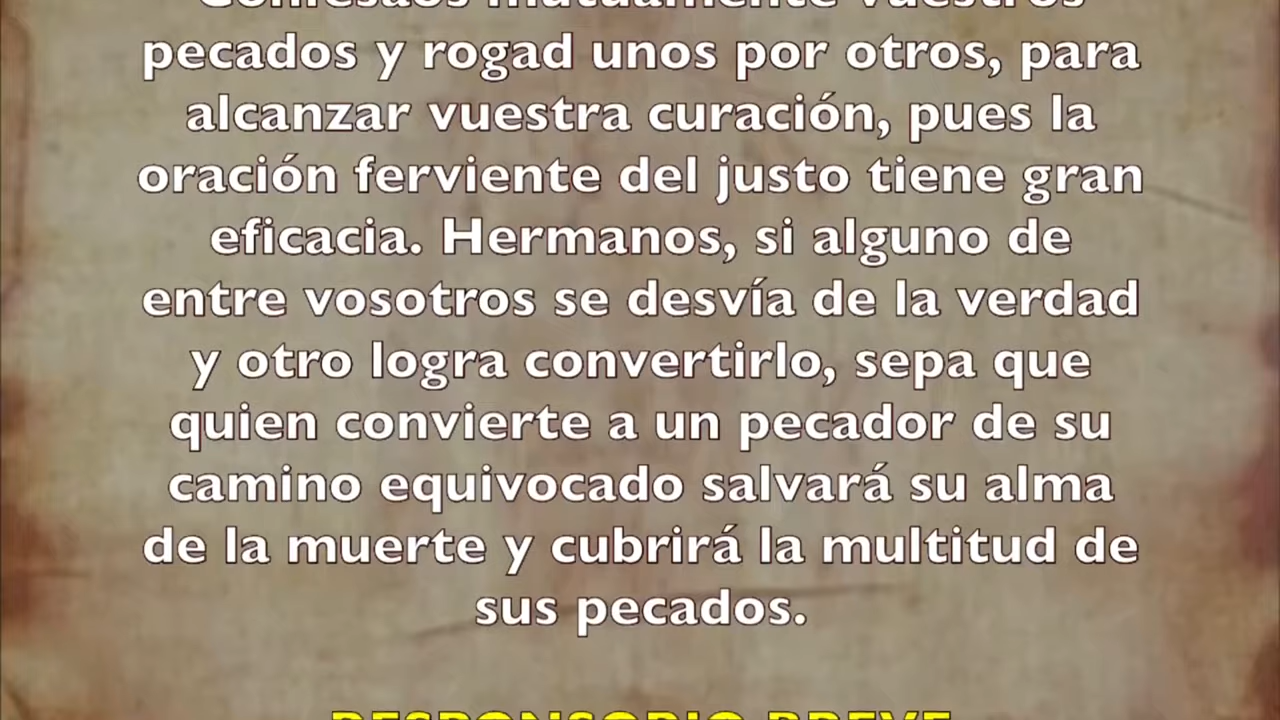 Confesaos mutuamente vuestros
pecados y rogad unos por otros, para
alcanzar vuestra curación, pues la
oración ferviente del justo tiene gran
eficacia. Hermanos, si alguno de
entre vosotros se desvía de la verdad
y otro logra convertirlo, sepa que
quien convierte a un pecador de su
camino equivocado salvará su alma
de la muerte y cubrirá la multitud de
sus pecados.
RESPONSORIO BREVE